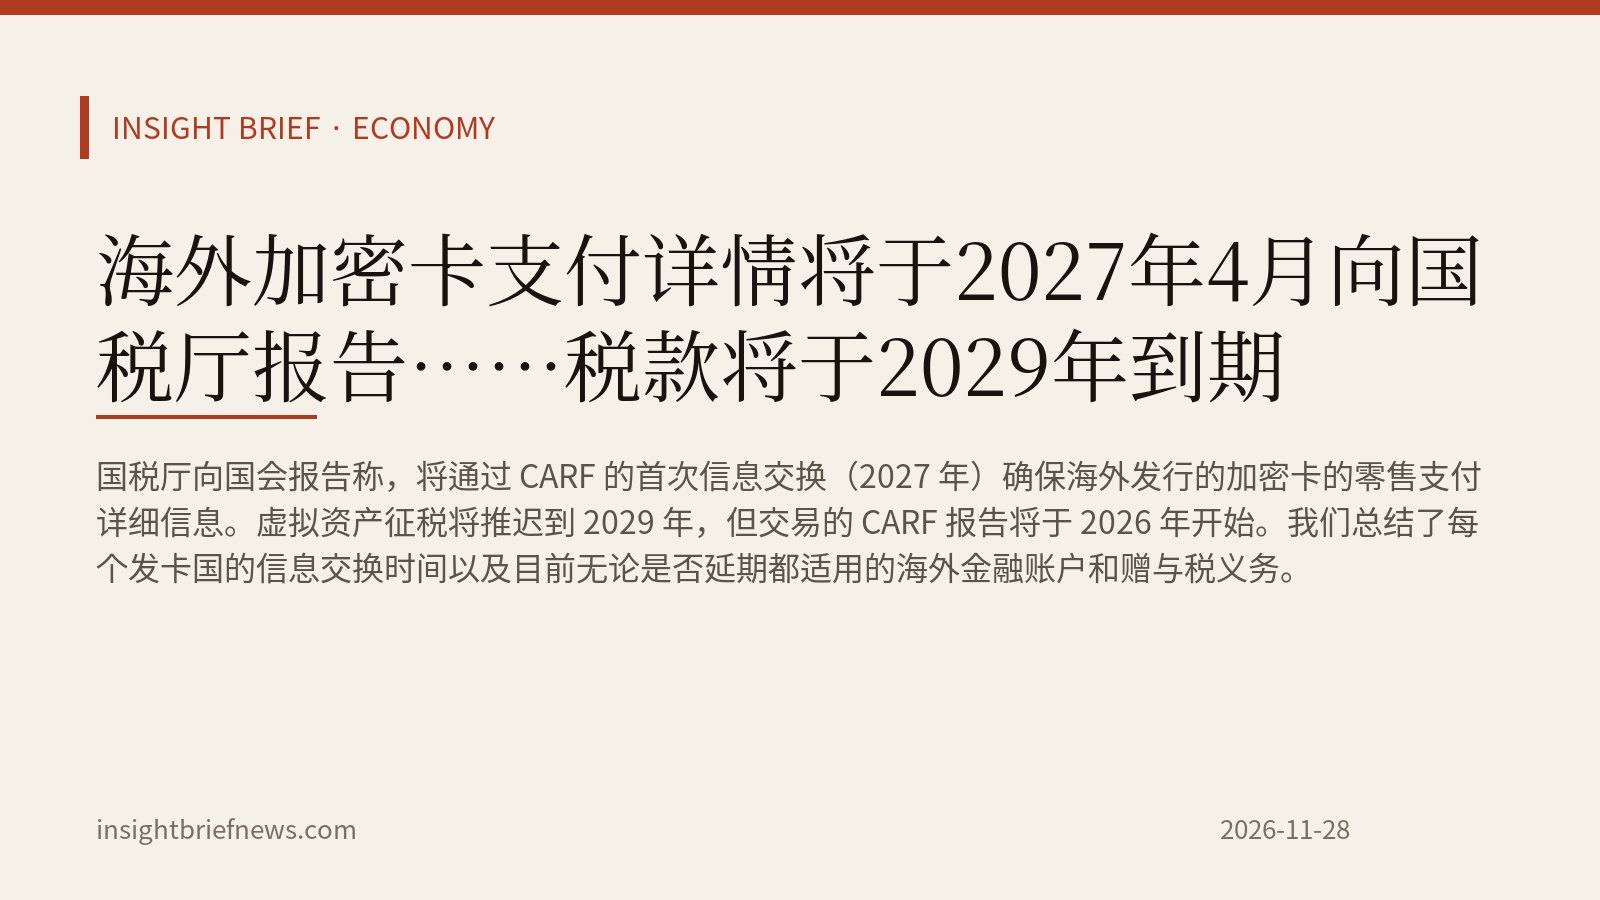 INSIGHT BRIEF · ECONOMY
海外加密卡支付详情将于2027年4月向国
税厅报告……税款将于2029年到期
国税厅向国会报告称，将通过 CARF 的首次信息交换（2027 年）确保海外发行的加密卡的零售支付
详细信息。虚拟资产征税将推迟到 2029 年，但交易的 CARF 报告将于 2026 年开始。我们总结了每
个发卡国的信息交换时间以及目前无论是否延期都适用的海外金融账户和赠与税义务。
insightbriefnews.com
2026-11-28